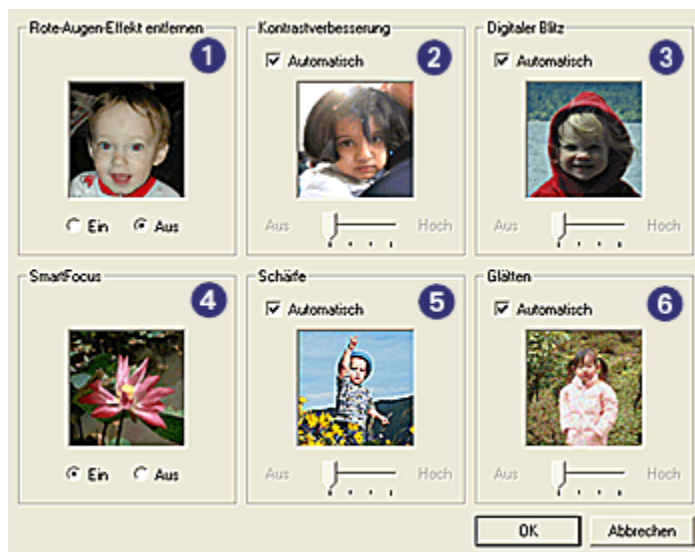 Rote-Augen-Effekt entfernen
1
Ein Aus
Kontrastverbesserung
Automatisch
2
Aus Hoch
Digitaler Blitz
Automatisch
3
Aus Hoch
SmartFocus
4
Ein Aus
Schärfe
Automatisch
5
Aus Hoch
Glätten
Automatisch
6
Aus Hoch
OK Abbrechen